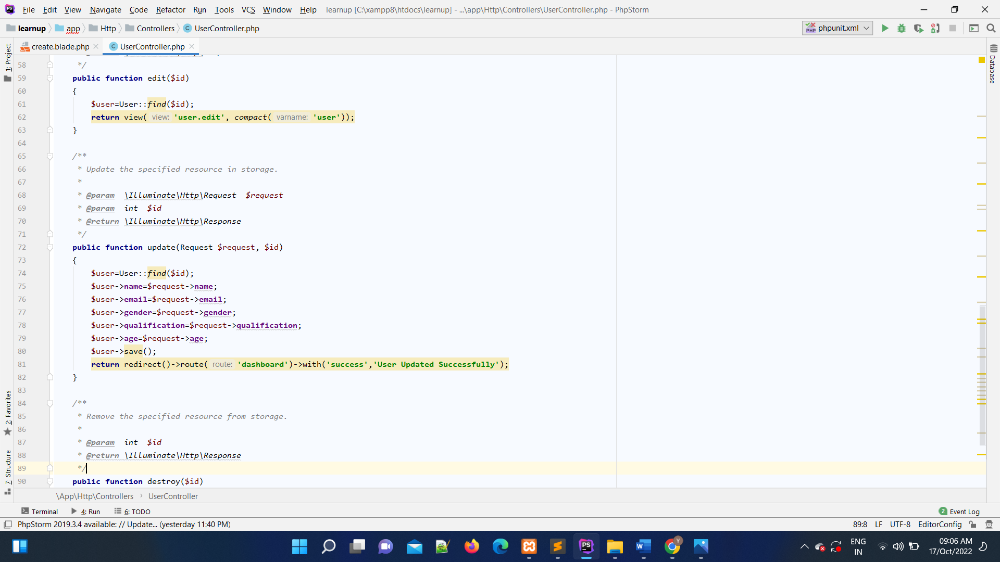 File Edit View Navigate Code Refactor Run Tools VCS Window Help learnup [C:\xampp8\htdocs\learnup] - ...\app\Http\Controllers\UserController.php - PhpStorm
learnup app Http Controllers UserController.php phpunit.xml
create.blade.php UserController.php
1: Project
Database
58 */
59 public function edit($id)
60 {
61 $user=User::find($id);
62 return view( view: 'user.edit', compact( varname: 'user'));
63 }
64
65 /**
66 * Update the specified resource in storage.
67 *
68 * @param \Illuminate\Http\Request $request
69 * @param int $id
70 * @return \Illuminate\Http\Response
71 */
72 public function update(Request $request, $id)
73 {
74 $user=User::find($id);
75 $user->name=$request->name;
76 $user->email=$request->email;
77 $user->gender=$request->gender;
78 $user->qualification=$request->qualification;
79 $user->age=$request->age;
80 $user->save();
81 return redirect()->route( route: 'dashboard')->with('success','User Updated Successfully');
82 }
83
84 /**
85 * Remove the specified resource from storage.
86 *
87 * @param int $id
88 * @return \Illuminate\Http\Response
89 */
90 public function destroy($id)
2: Favorites
7: Structure
\App\Http\Controllers › UserController
Terminal 4: Run 6: TODO 2 Event Log
PhpStorm 2019.3.4 available: // Update... (yesterday 11:40 PM) 89:8 LF UTF-8 EditorConfig
ENG 09:06 AM
IN 17/Oct/2022